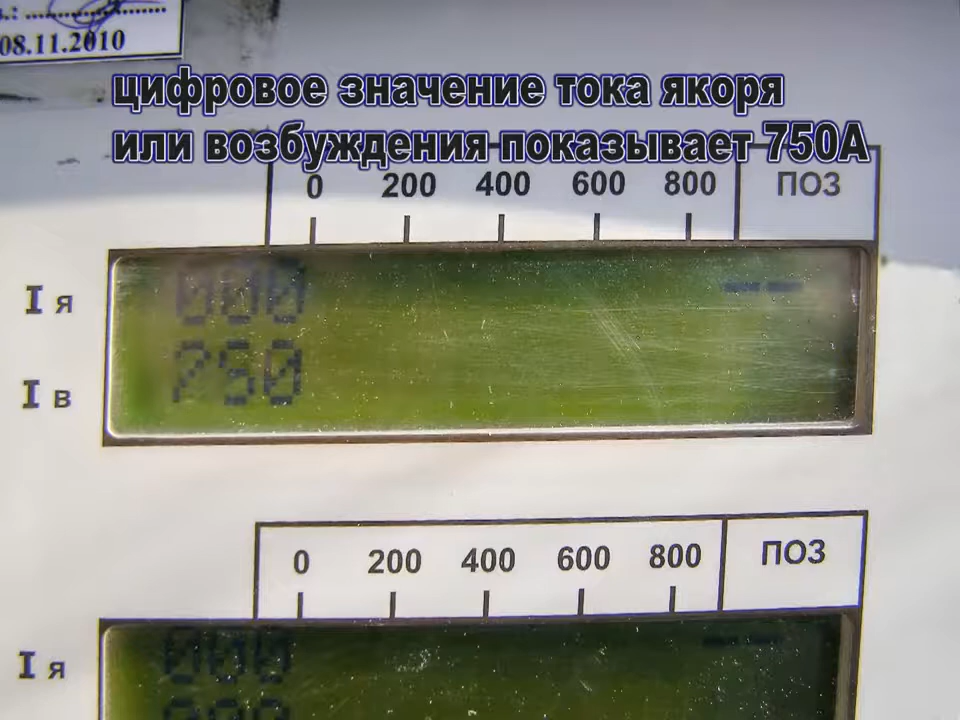 08.11.2010
цифровое значение тока якоря
или возбуждения показывает 750А
0 200 400 600 800 ПОЗ
I я 000 --
I в 750
0 200 400 600 800 ПОЗ
I я 000 --